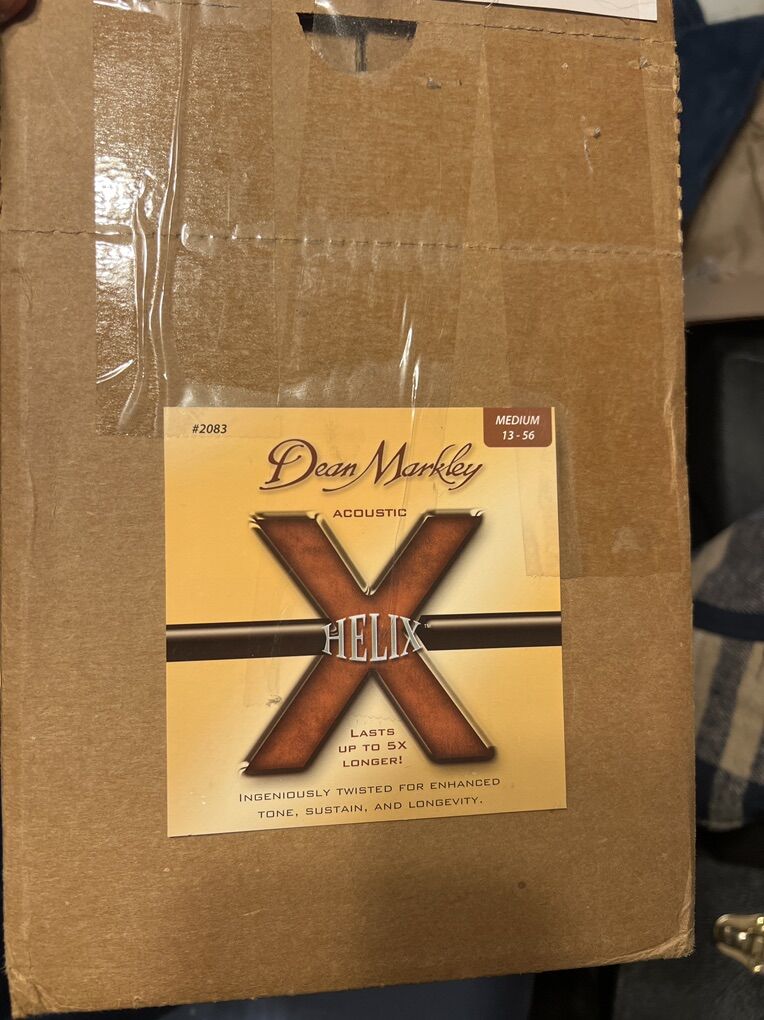 #2083
MEDIUM
13 - 56
Dean Markley
ACOUSTIC
X
HELIX™
LASTS
UP TO 5X
LONGER!
INGENIOUSLY TWISTED FOR ENHANCED
TONE, SUSTAIN, AND LONGEVITY.